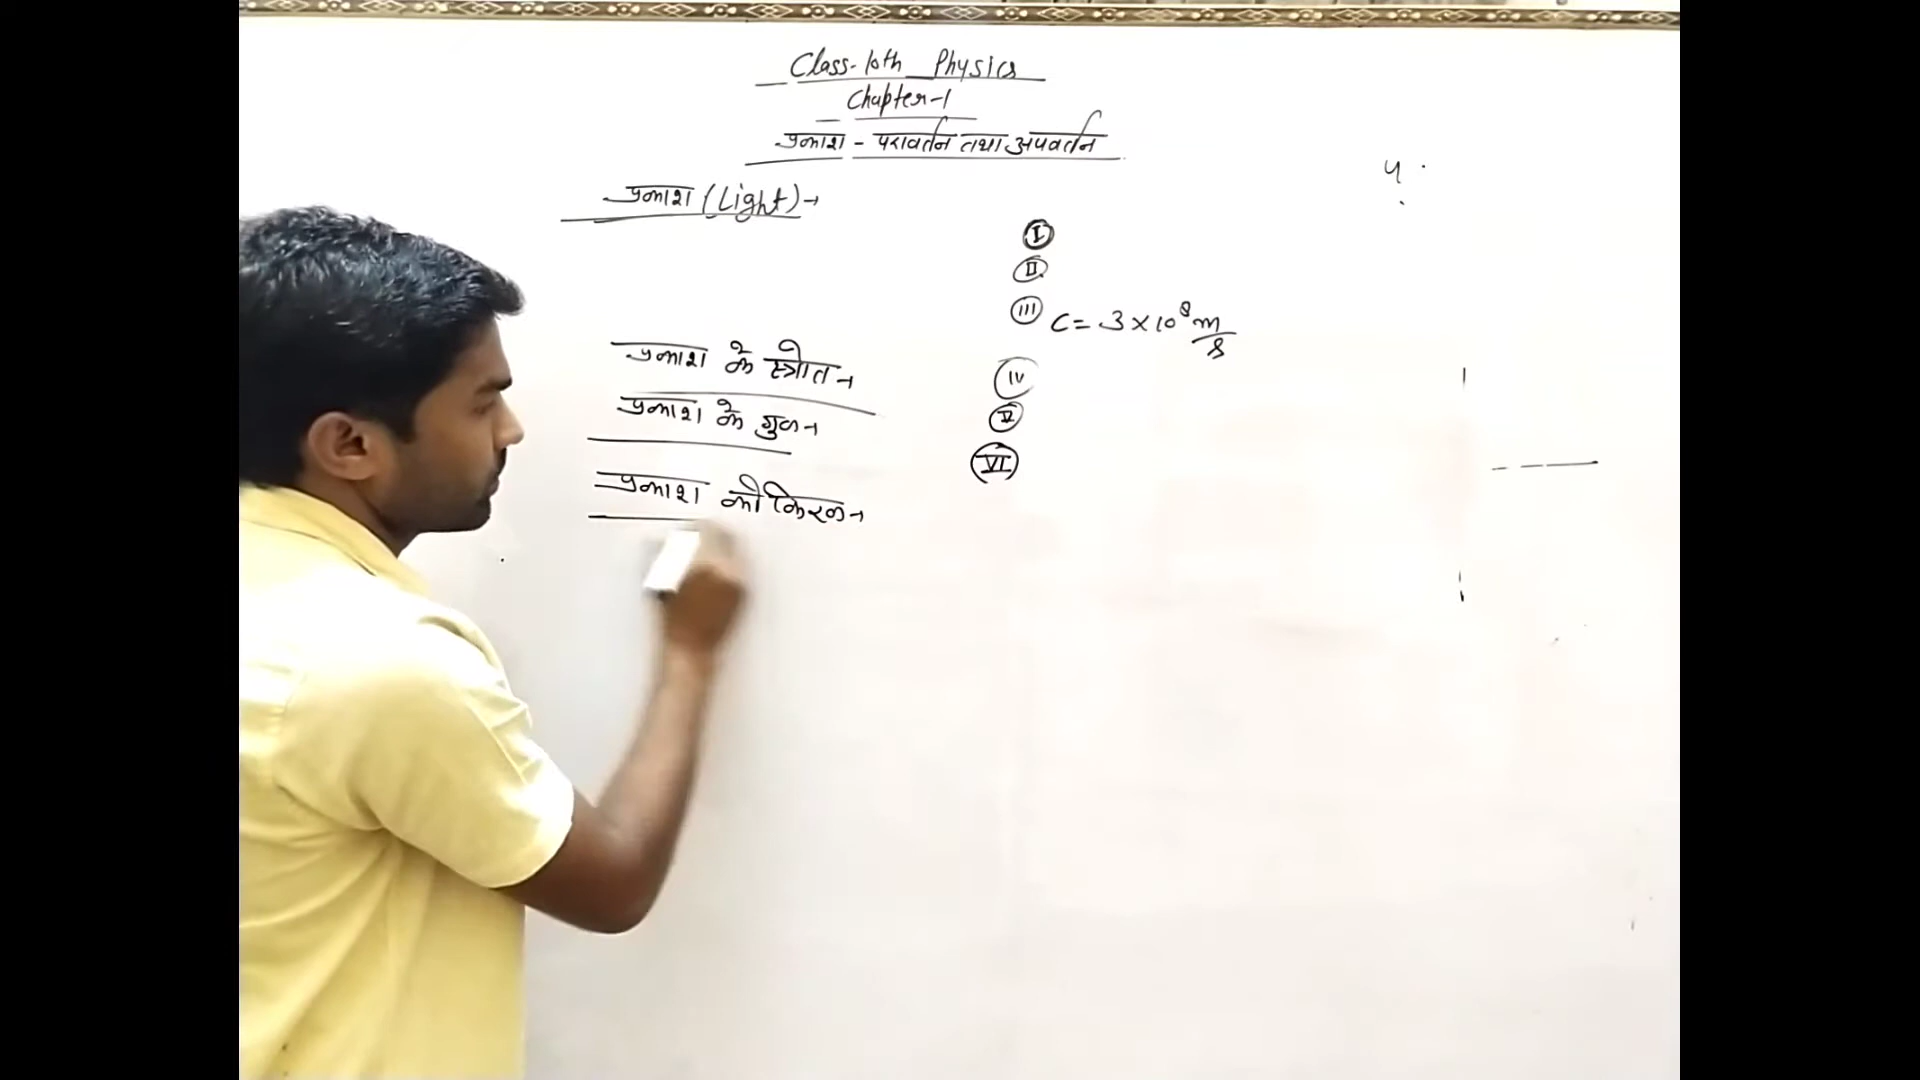 Class-10th Physics
Chapter-1
प्रकाश - परावर्तन तथा अपवर्तन
प्रकाश (Light)→
I
II
III C = 3 × 10⁸ m/s
प्रकाश के स्त्रोत→
IV
प्रकाश के गुण→
V
VI
प्रकाश की किरण→